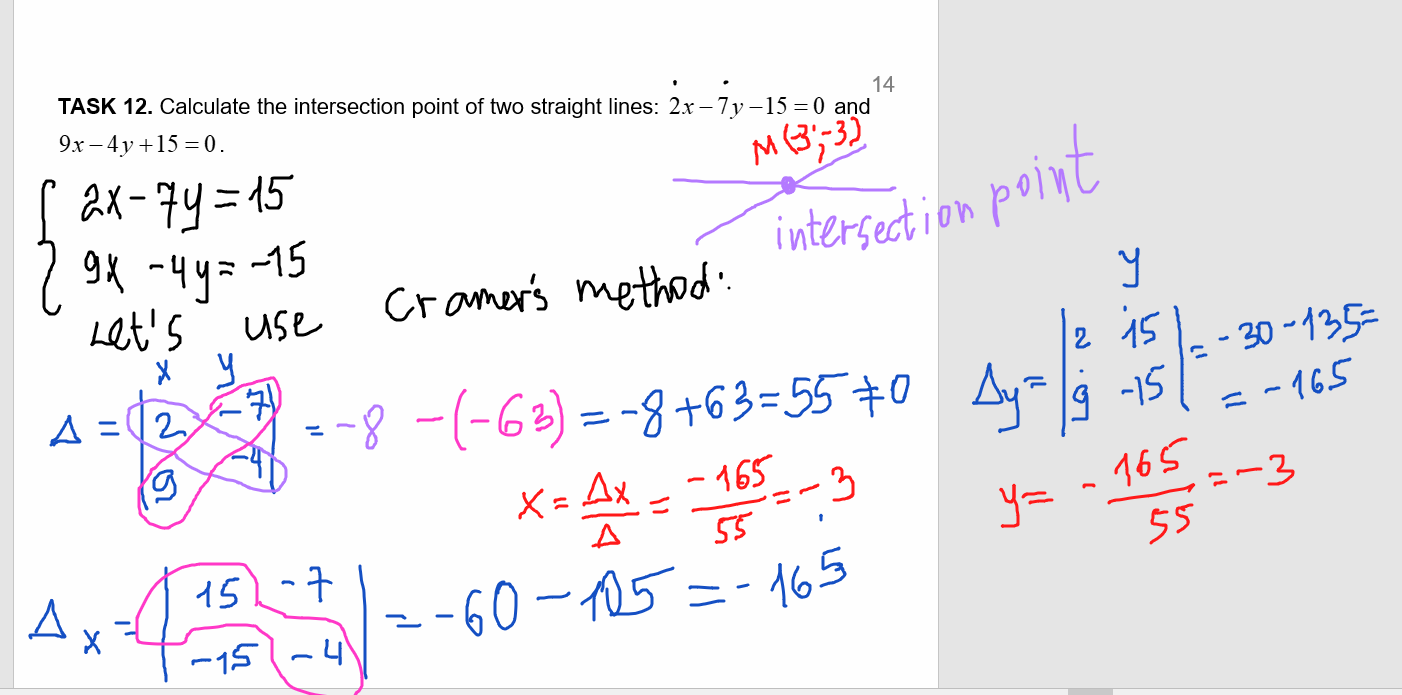 14
TASK 12. Calculate the intersection point of two straight lines: 2x − 7y − 15 = 0 and
9x − 4y + 15 = 0.
M(-3;-3)
intersection point
2x - 7y = 15
9x - 4y = -15
Let's use Cramer's method:
x y
Δ = |2 -7| = -8 -(-63) = -8 + 63 = 55 ≠ 0
|9 -4|
x = Δx/Δ = -165/55 = -3
Δx = |15 -7| = -60 - 105 = -165
|-15 -4|
y
Δy = |2 15| = -30 - 135 =
|9 -15| = -165
y = -165/55 = -3